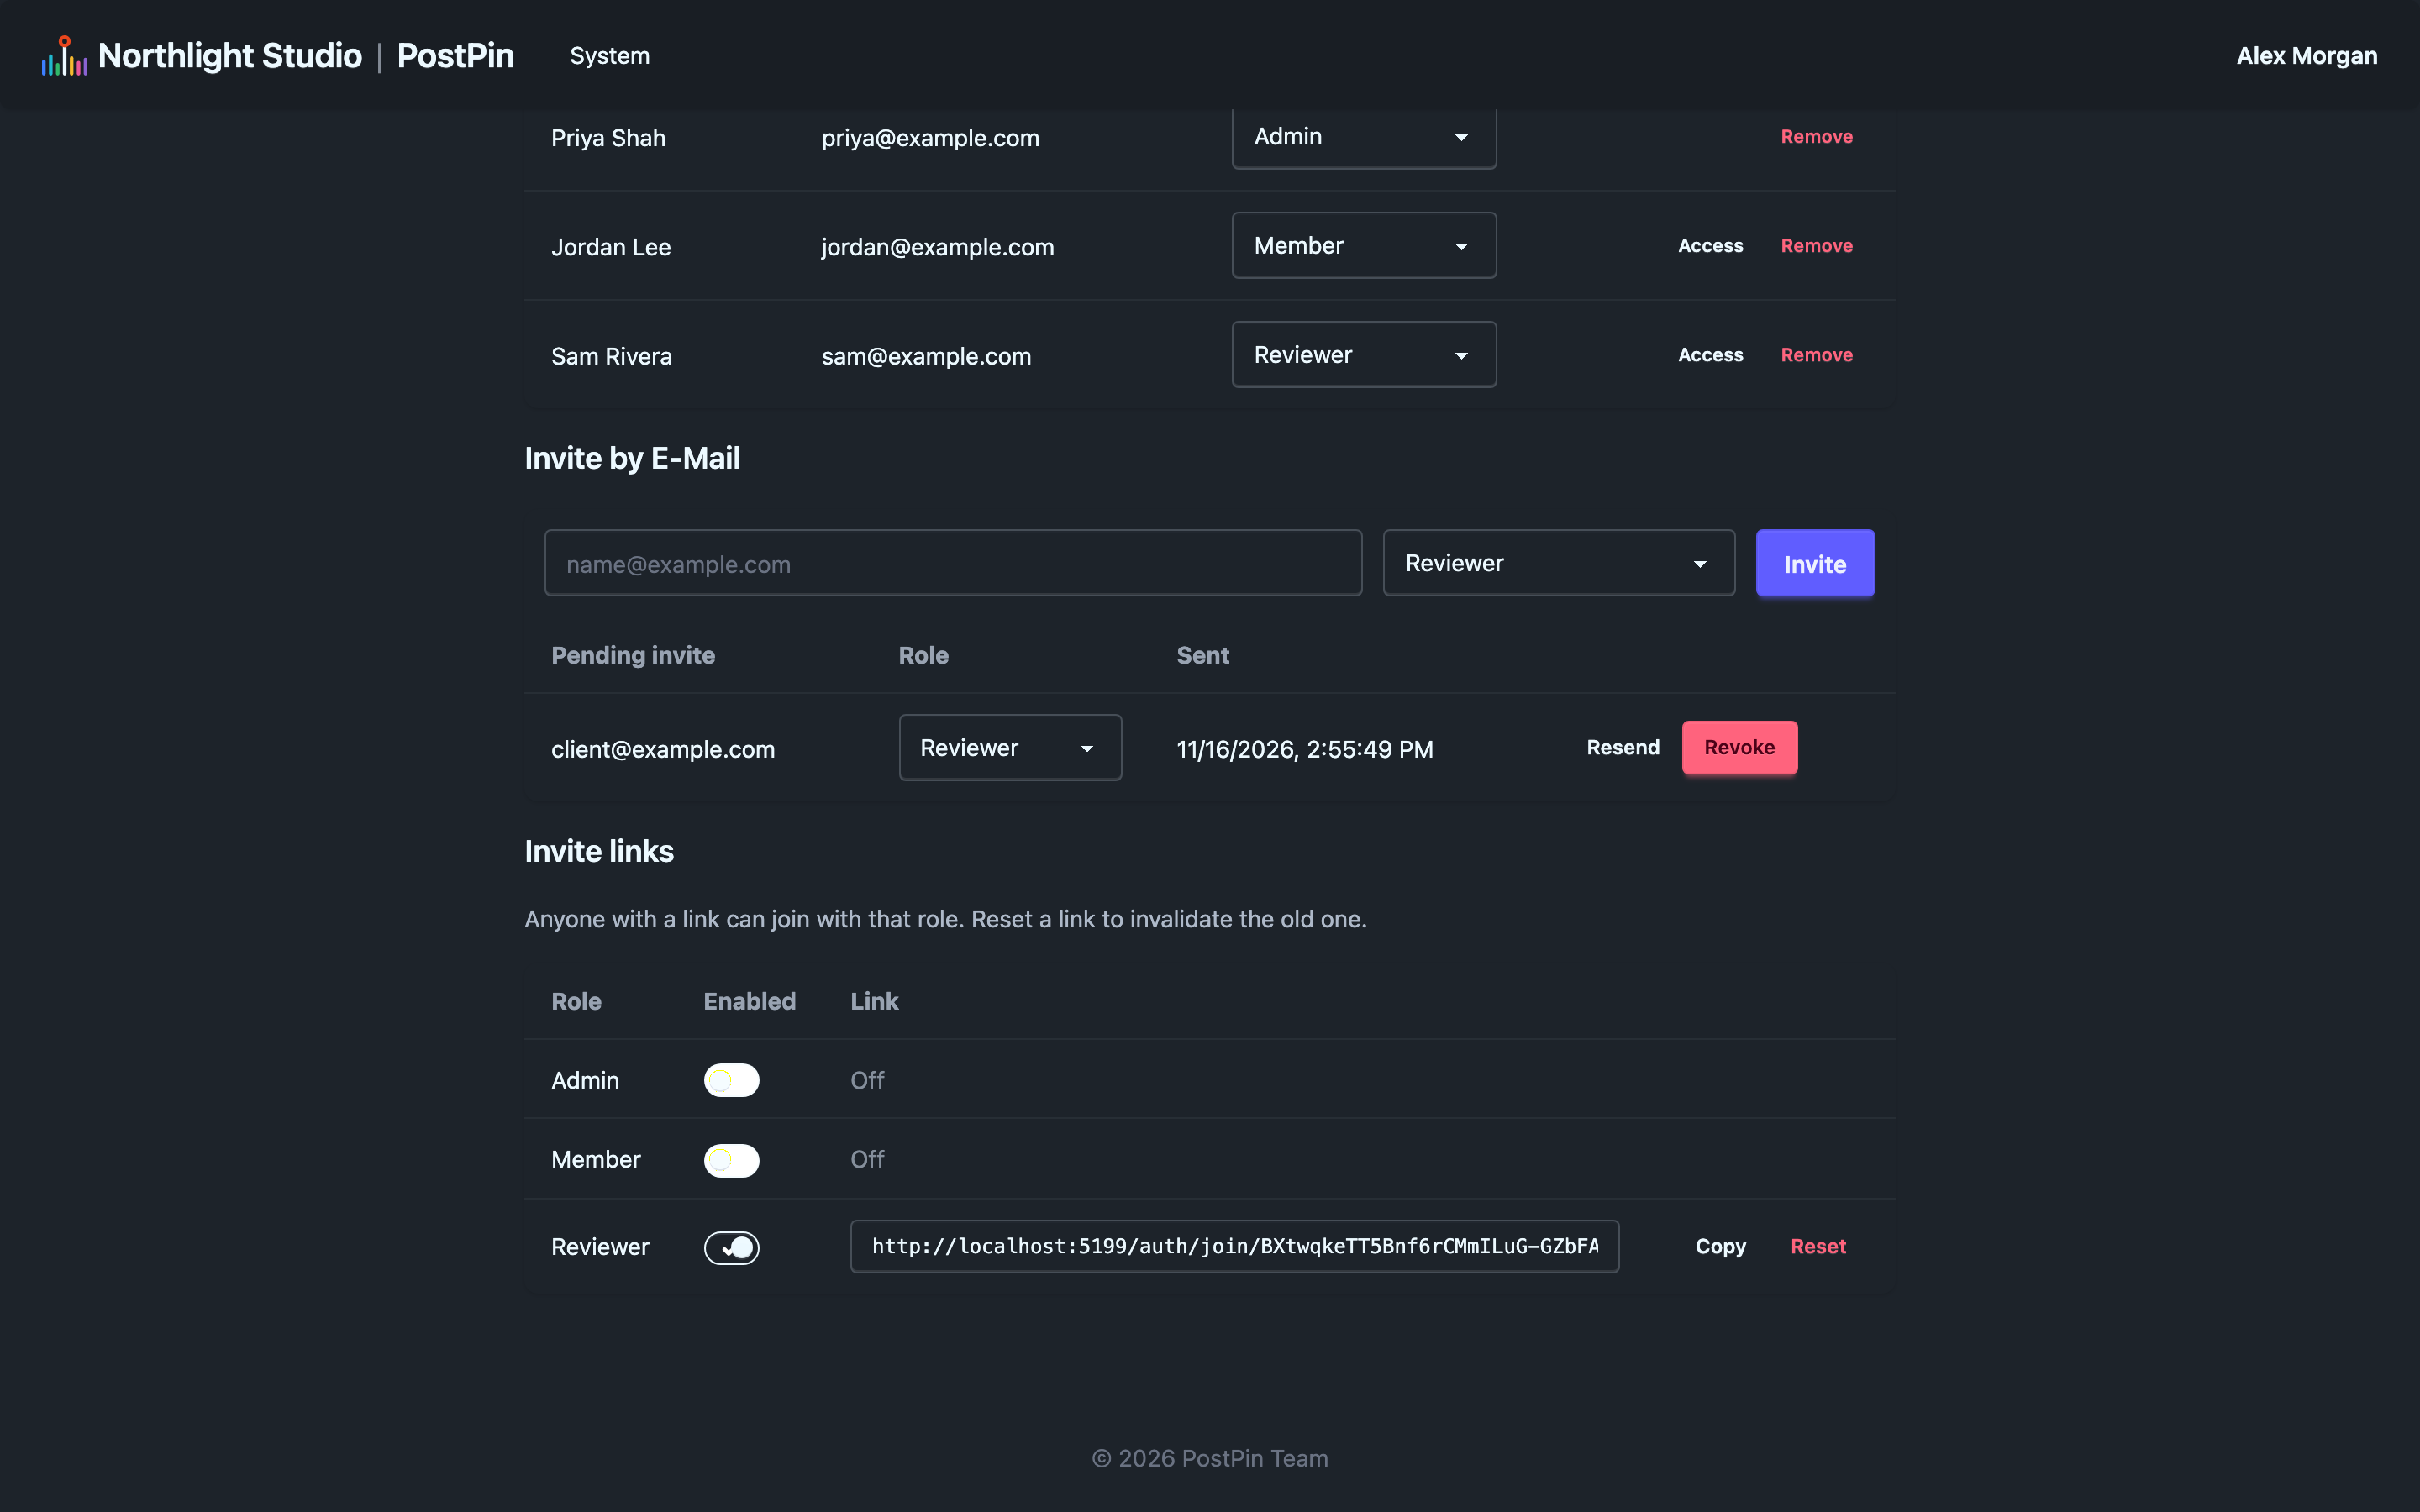 Northlight Studio | PostPin System Alex Morgan
Priya Shah priya@example.com Admin Remove
Jordan Lee jordan@example.com Member Access Remove
Sam Rivera sam@example.com Reviewer Access Remove
Invite by E-Mail
name@example.com Reviewer Invite
Pending invite Role Sent
client@example.com Reviewer 11/16/2026, 2:55:49 PM Resend Revoke
Invite links
Anyone with a link can join with that role. Reset a link to invalidate the old one.
Role Enabled Link
Admin Off
Member Off
Reviewer http://localhost:5199/auth/join/BXtwqkeTT5Bnf6rCMmILuG-GZbFA Copy Reset
© 2026 PostPin Team